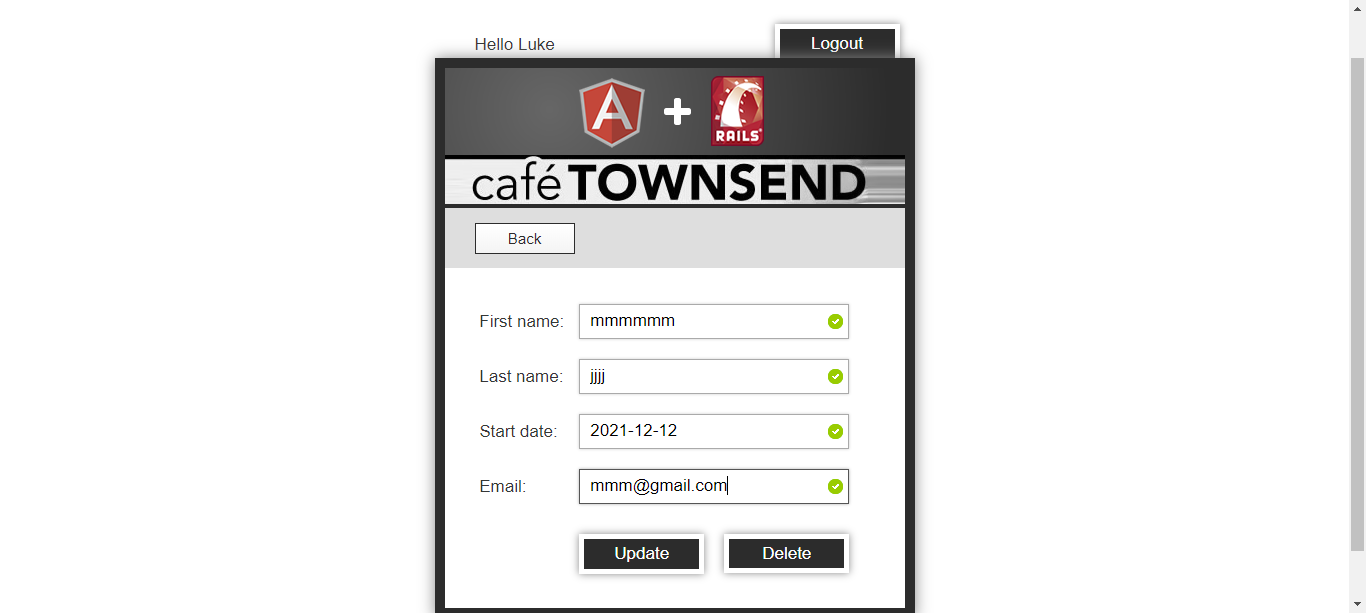 Hello Luke
Logout
A
RAILS
café TOWNSEND
Back
First name: mmmmmm
Last name: jjjj
Start date: 2021-12-12
Email: mmm@gmail.com
Update Delete